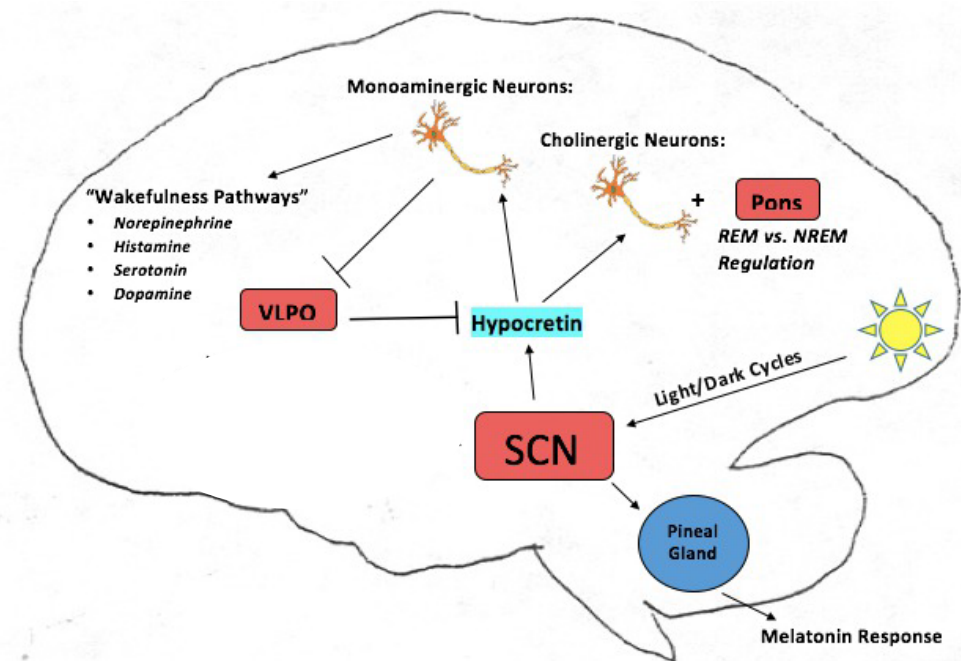 Monoaminergic Neurons:
Cholinergic Neurons:
+
Pons
REM vs. NREM
Regulation
“Wakefulness Pathways”
• Norepinephrine
• Histamine
• Serotonin
• Dopamine
VLPO
Hypocretin
Light/Dark Cycles
SCN
Pineal
Gland
Melatonin Response